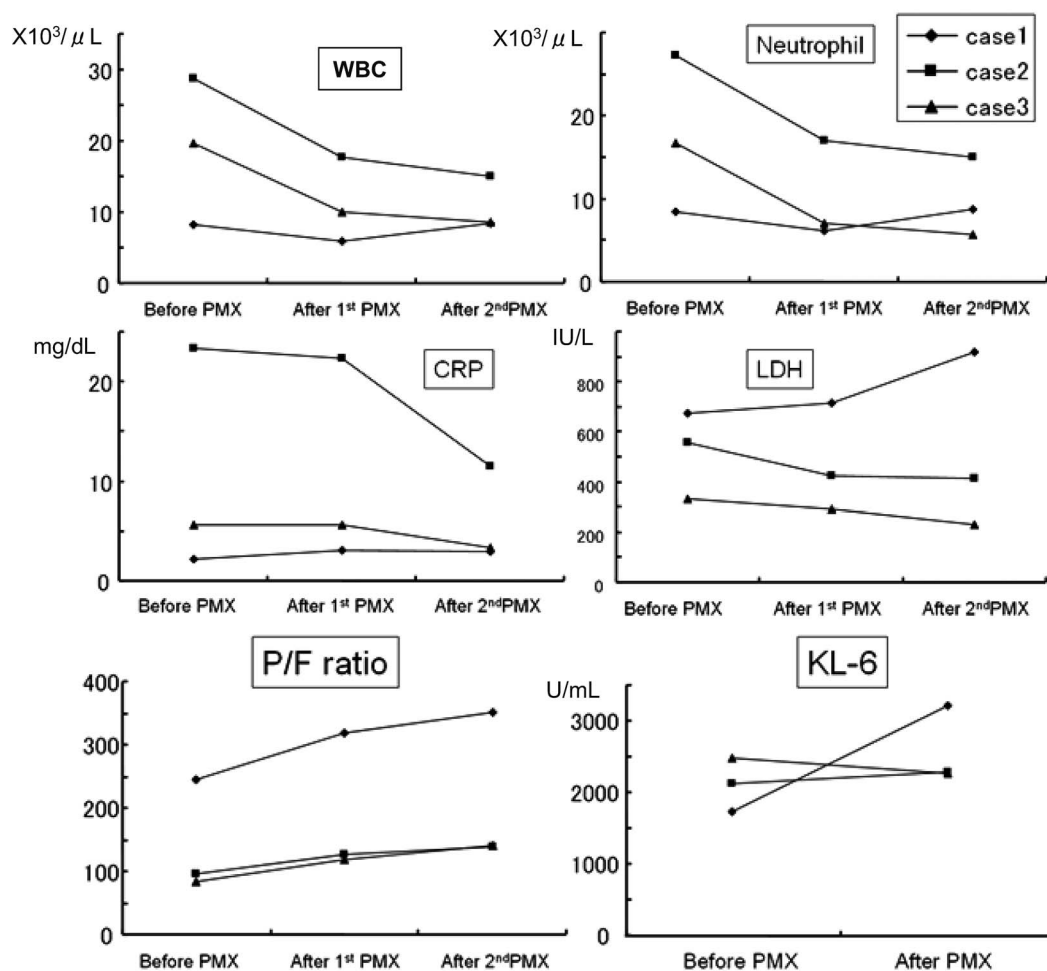 X10³/μL
WBC
30
20
10
0
Before PMX After 1ˢᵗ PMX After 2ⁿᵈPMX
X10³/μL
Neutrophil
case1
case2
case3
20
10
0
Before PMX After 1ˢᵗ PMX After 2ⁿᵈPMX
mg/dL
CRP
20
10
0
Before PMX After 1ˢᵗ PMX After 2ⁿᵈPMX
IU/L
LDH
800
600
400
200
0
Before PMX After 1ˢᵗ PMX After 2ⁿᵈPMX
P/F ratio
400
350
300
200
100
0
Before PMX After 1ˢᵗ PMX After 2ⁿᵈPMX
KL-6
U/mL
3000
2000
1000
0
Before PMX After PMX